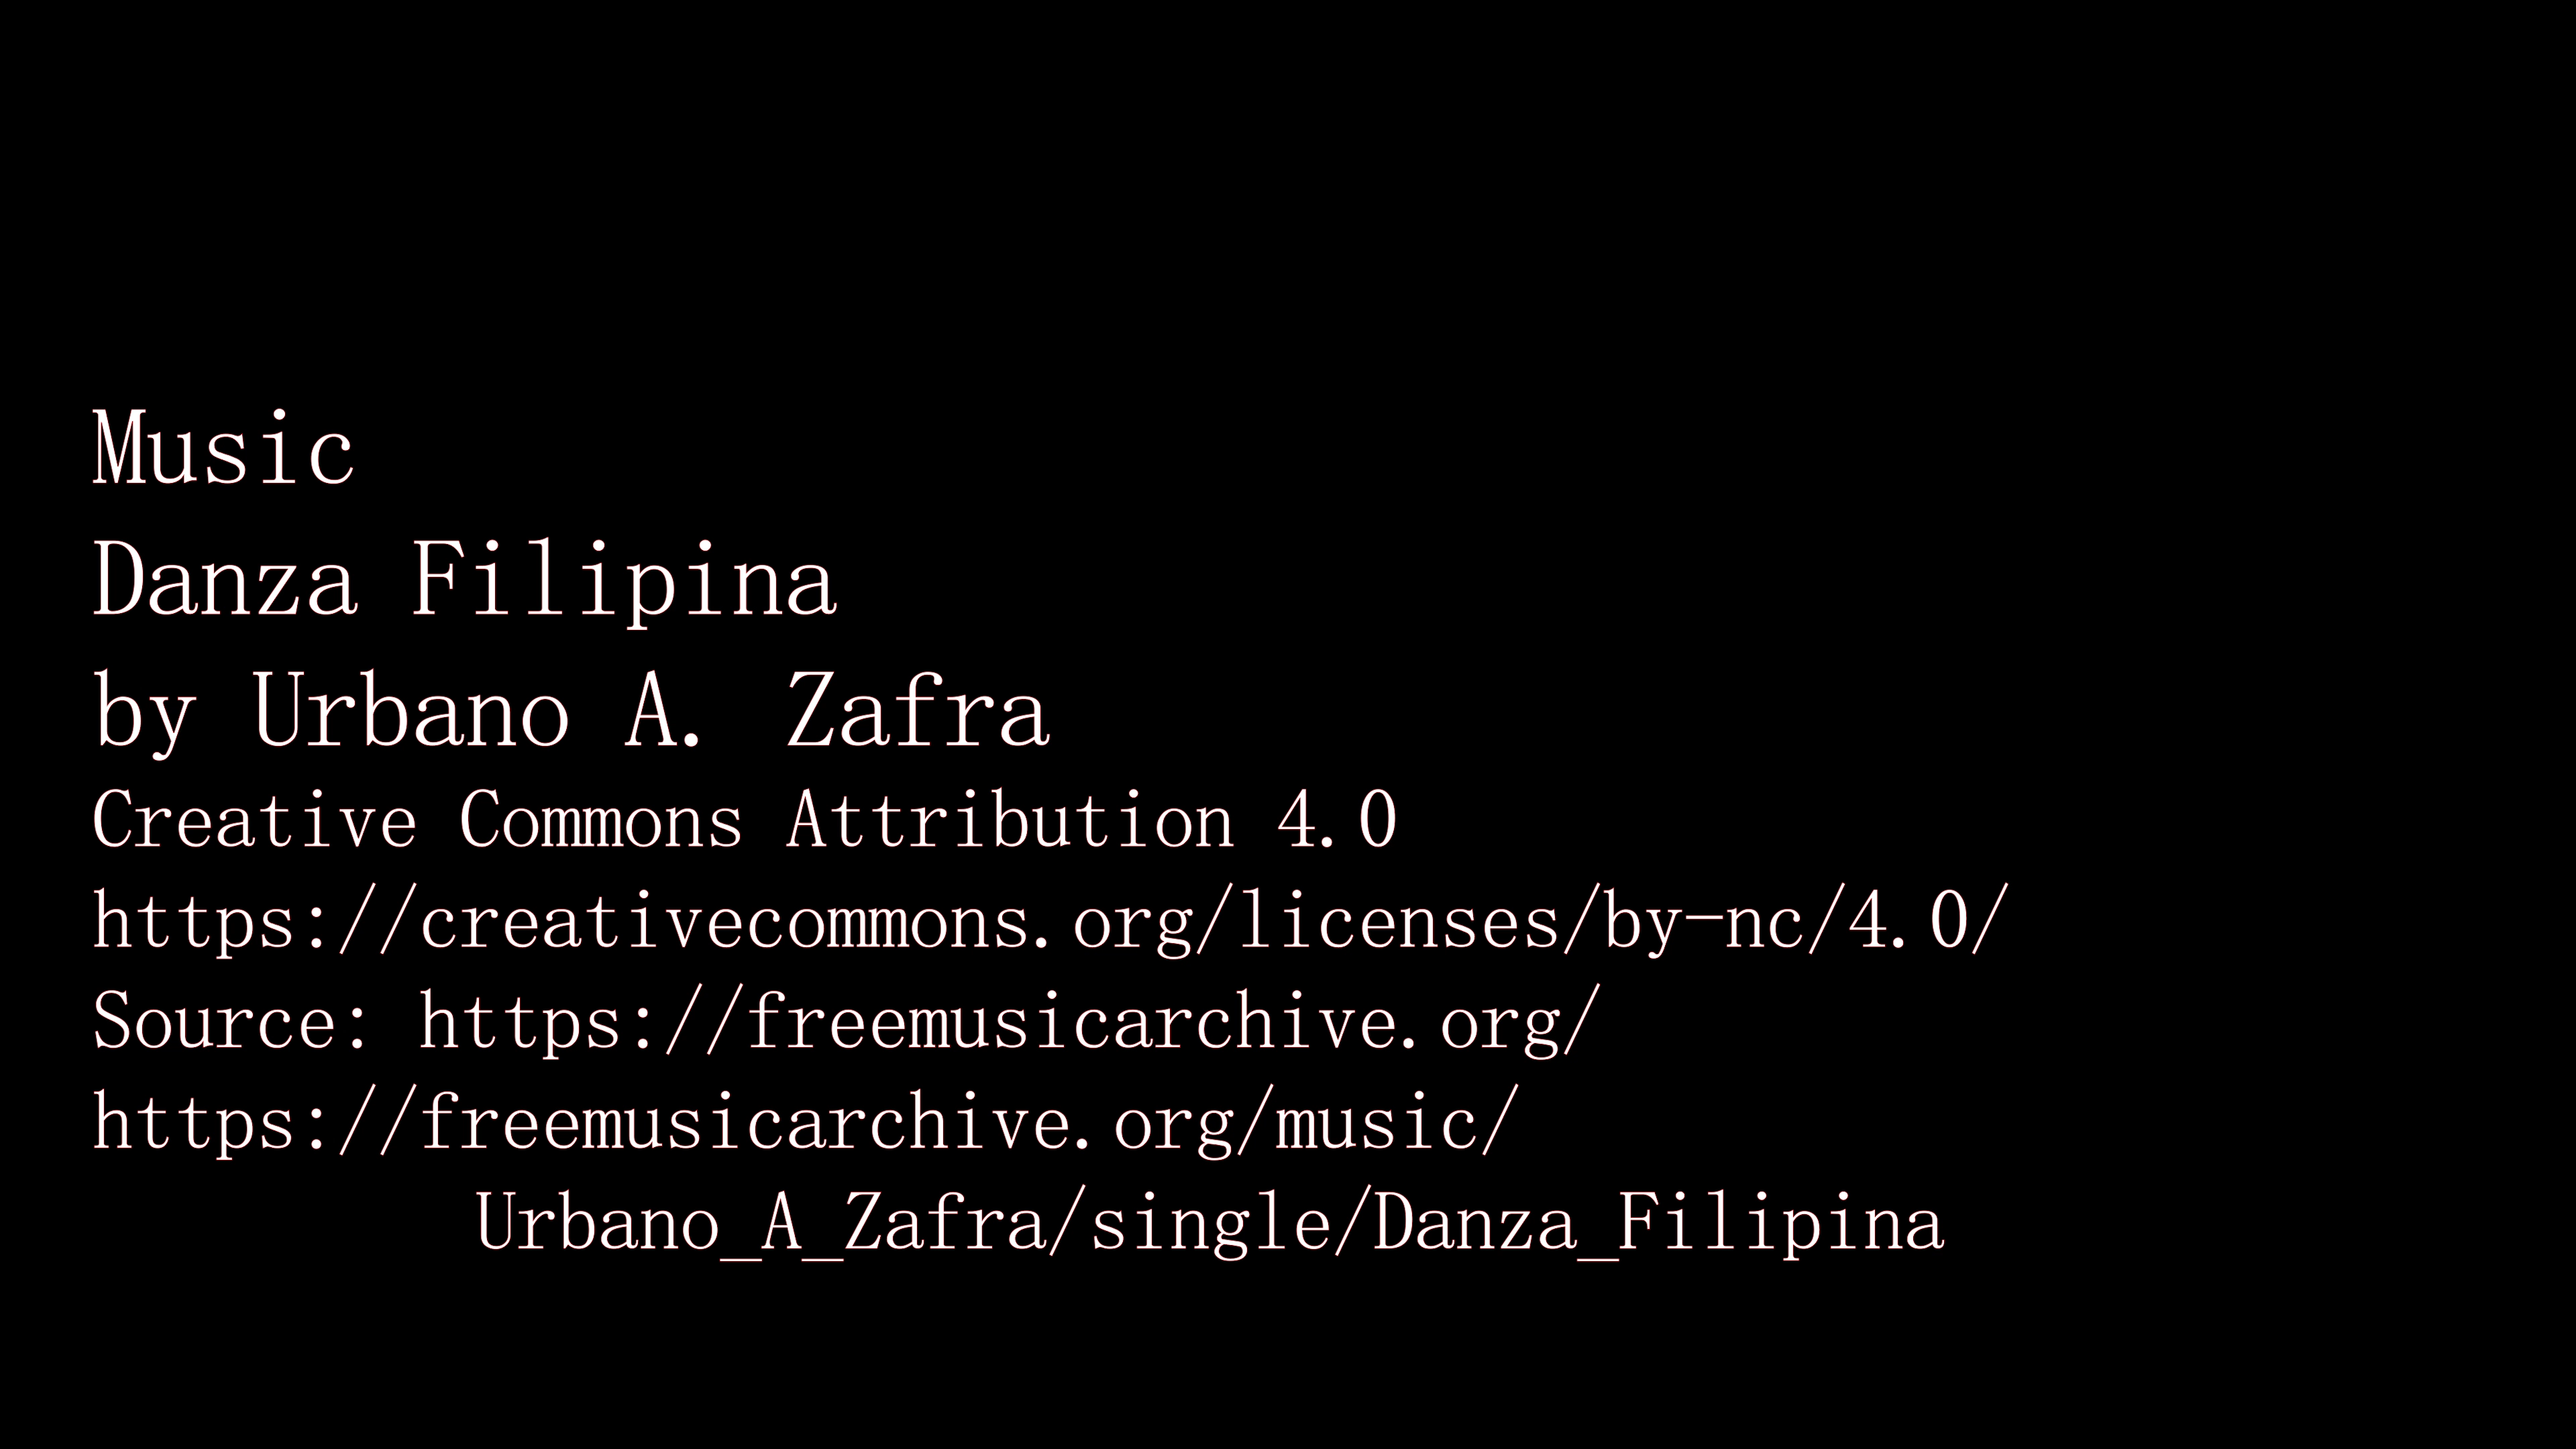 Music
Danza Filipina
by Urbano A. Zafra
Creative Commons Attribution 4.0
https://creativecommons.org/licenses/by-nc/4.0/
Source: https://freemusicarchive.org/
https://freemusicarchive.org/music/
Urbano_A_Zafra/single/Danza_Filipina